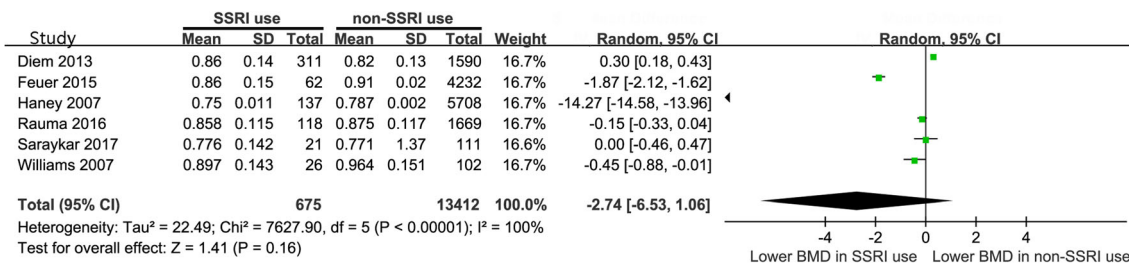 SSRI use non-SSRI use
Study Mean SD Total Mean SD Total Weight Random, 95% CI Random, 95% CI
Diem 2013 0.86 0.14 311 0.82 0.13 1590 16.7% 0.30 [0.18, 0.43]
Feuer 2015 0.86 0.15 62 0.91 0.02 4232 16.7% -1.87 [-2.12, -1.62]
Haney 2007 0.75 0.011 137 0.787 0.002 5708 16.7% -14.27 [-14.58, -13.96]
Rauma 2016 0.858 0.115 118 0.875 0.117 1669 16.7% -0.15 [-0.33, 0.04]
Saraykar 2017 0.776 0.142 21 0.771 1.37 111 16.6% 0.00 [-0.46, 0.47]
Williams 2007 0.897 0.143 26 0.964 0.151 102 16.7% -0.45 [-0.88, -0.01]
Total (95% CI) 675 13412 100.0% -2.74 [-6.53, 1.06]
Heterogeneity: Tau² = 22.49; Chi² = 7627.90, df = 5 (P < 0.00001); I² = 100%
Test for overall effect: Z = 1.41 (P = 0.16)
-4 -2 0 2 4
Lower BMD in SSRI use Lower BMD in non-SSRI use